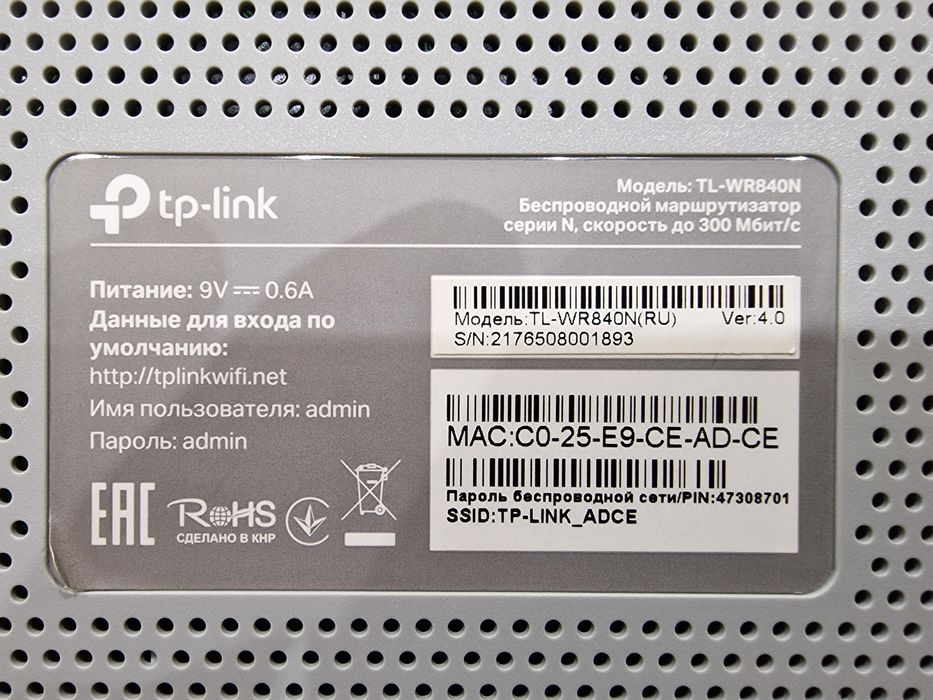 tp-link
Модель: TL-WR840N
Беспроводной маршрутизатор
серии N, скорость до 300 Мбит/с
Питание: 9V 0.6A
Данные для входа по
умолчанию:
http://tplinkwifi.net
Имя пользователя: admin
Пароль: admin
EAC
RoHS
СДЕЛАНО В КНР
Модель:TL-WR840N(RU) Ver:4.0
S/N:2176508001893
MAC:C0-25-E9-CE-AD-CE
Пароль беспроводной сети/PIN:47308701
SSID:TP-LINK_ADCE